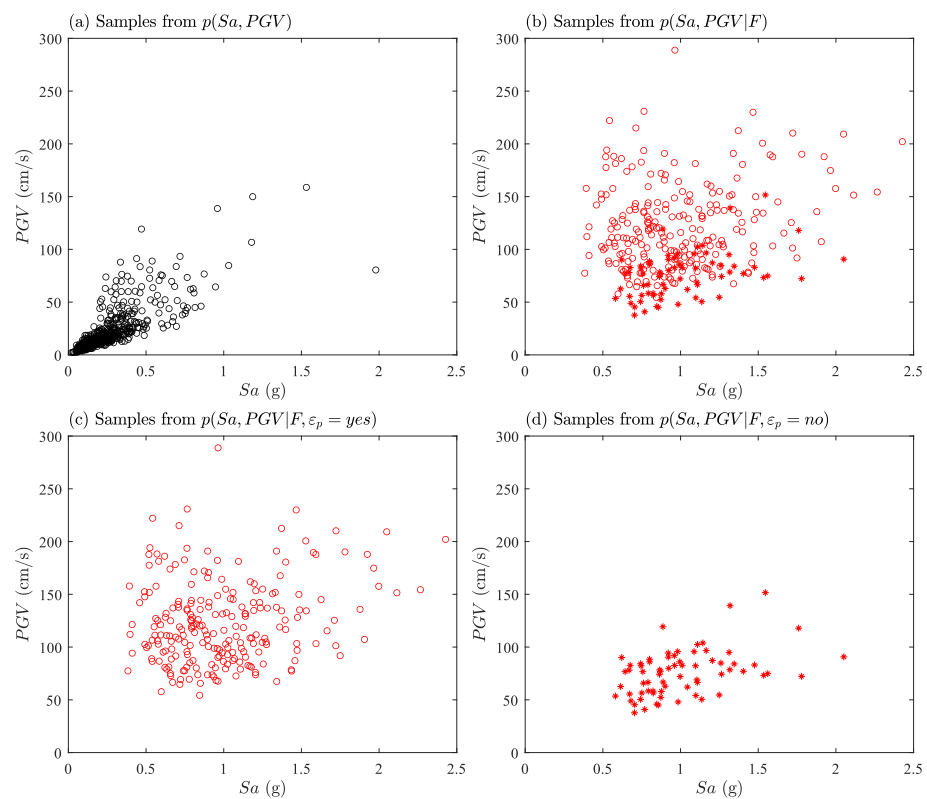 (a) Samples from p(Sa, PGV)
300
250
200
150
100
50
0
PGV (cm/s)
0 0.5 1 1.5 2 2.5
Sa (g)
(b) Samples from p(Sa, PGV|F)
300
250
200
150
100
50
0
PGV (cm/s)
0 0.5 1 1.5 2 2.5
Sa (g)
(c) Samples from p(Sa, PGV|F, εₚ = yes)
300
250
200
150
100
50
0
PGV (cm/s)
0 0.5 1 1.5 2 2.5
Sa (g)
(d) Samples from p(Sa, PGV|F, εₚ = no)
300
250
200
150
100
50
0
PGV (cm/s)
0 0.5 1 1.5 2 2.5
Sa (g)